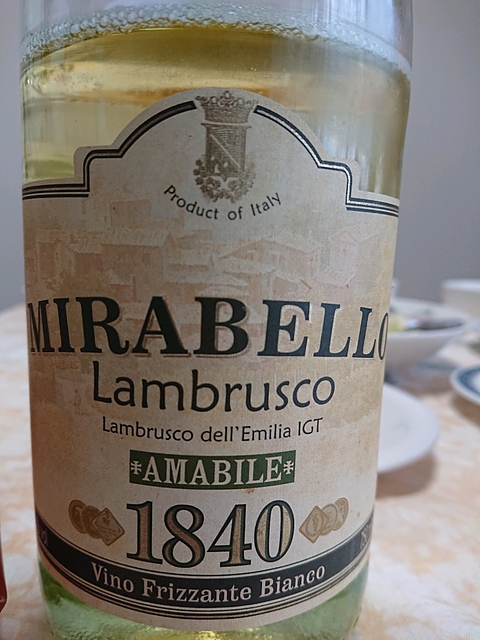 Product of Italy
MIRABELLO
Lambrusco
Lambrusco dell'Emilia IGT
*AMABILE*
1840
Vino Frizzante Bianco